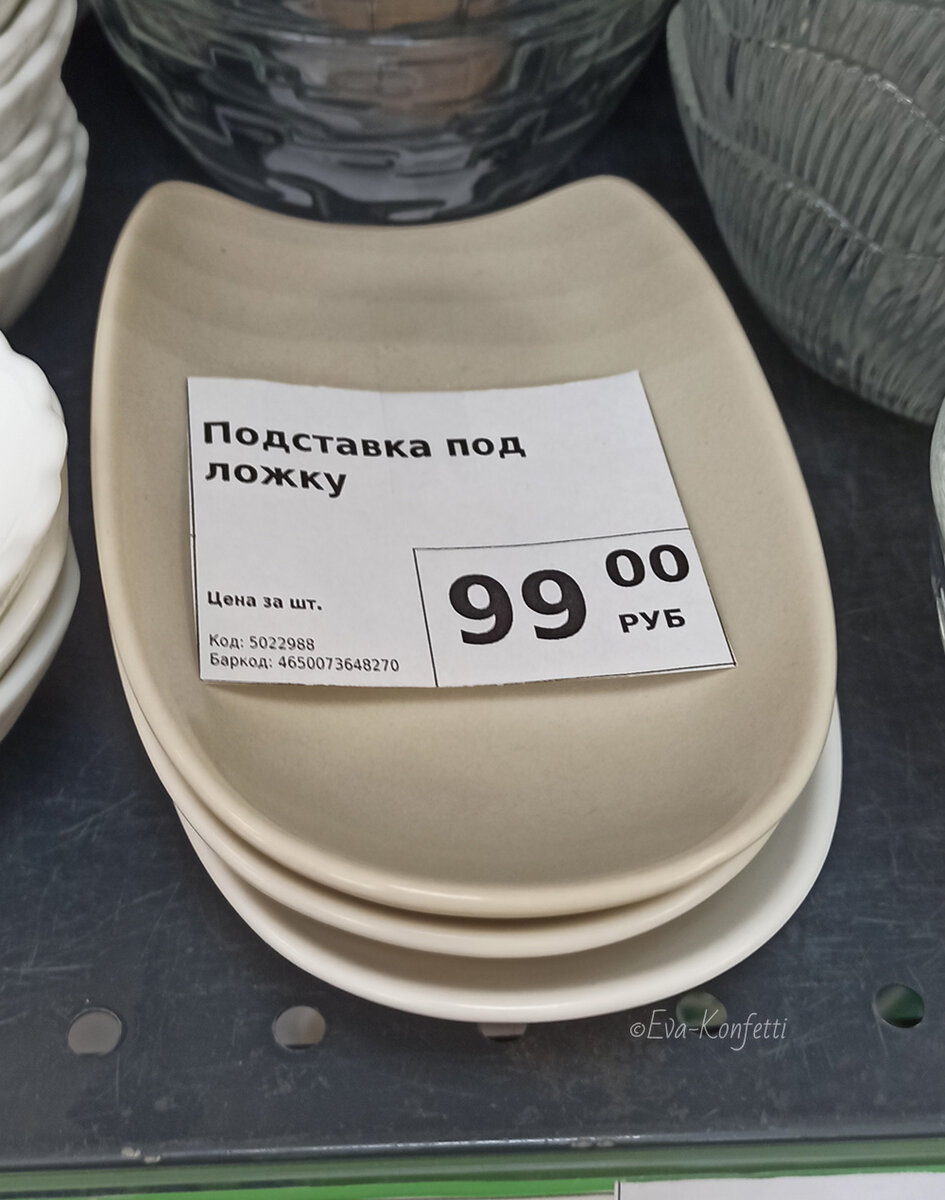 Подставка под
ложку
Цена за шт.
Код: 5022988
Баркод: 4650073648270
99 00
РУБ
©Eva-Konfetti